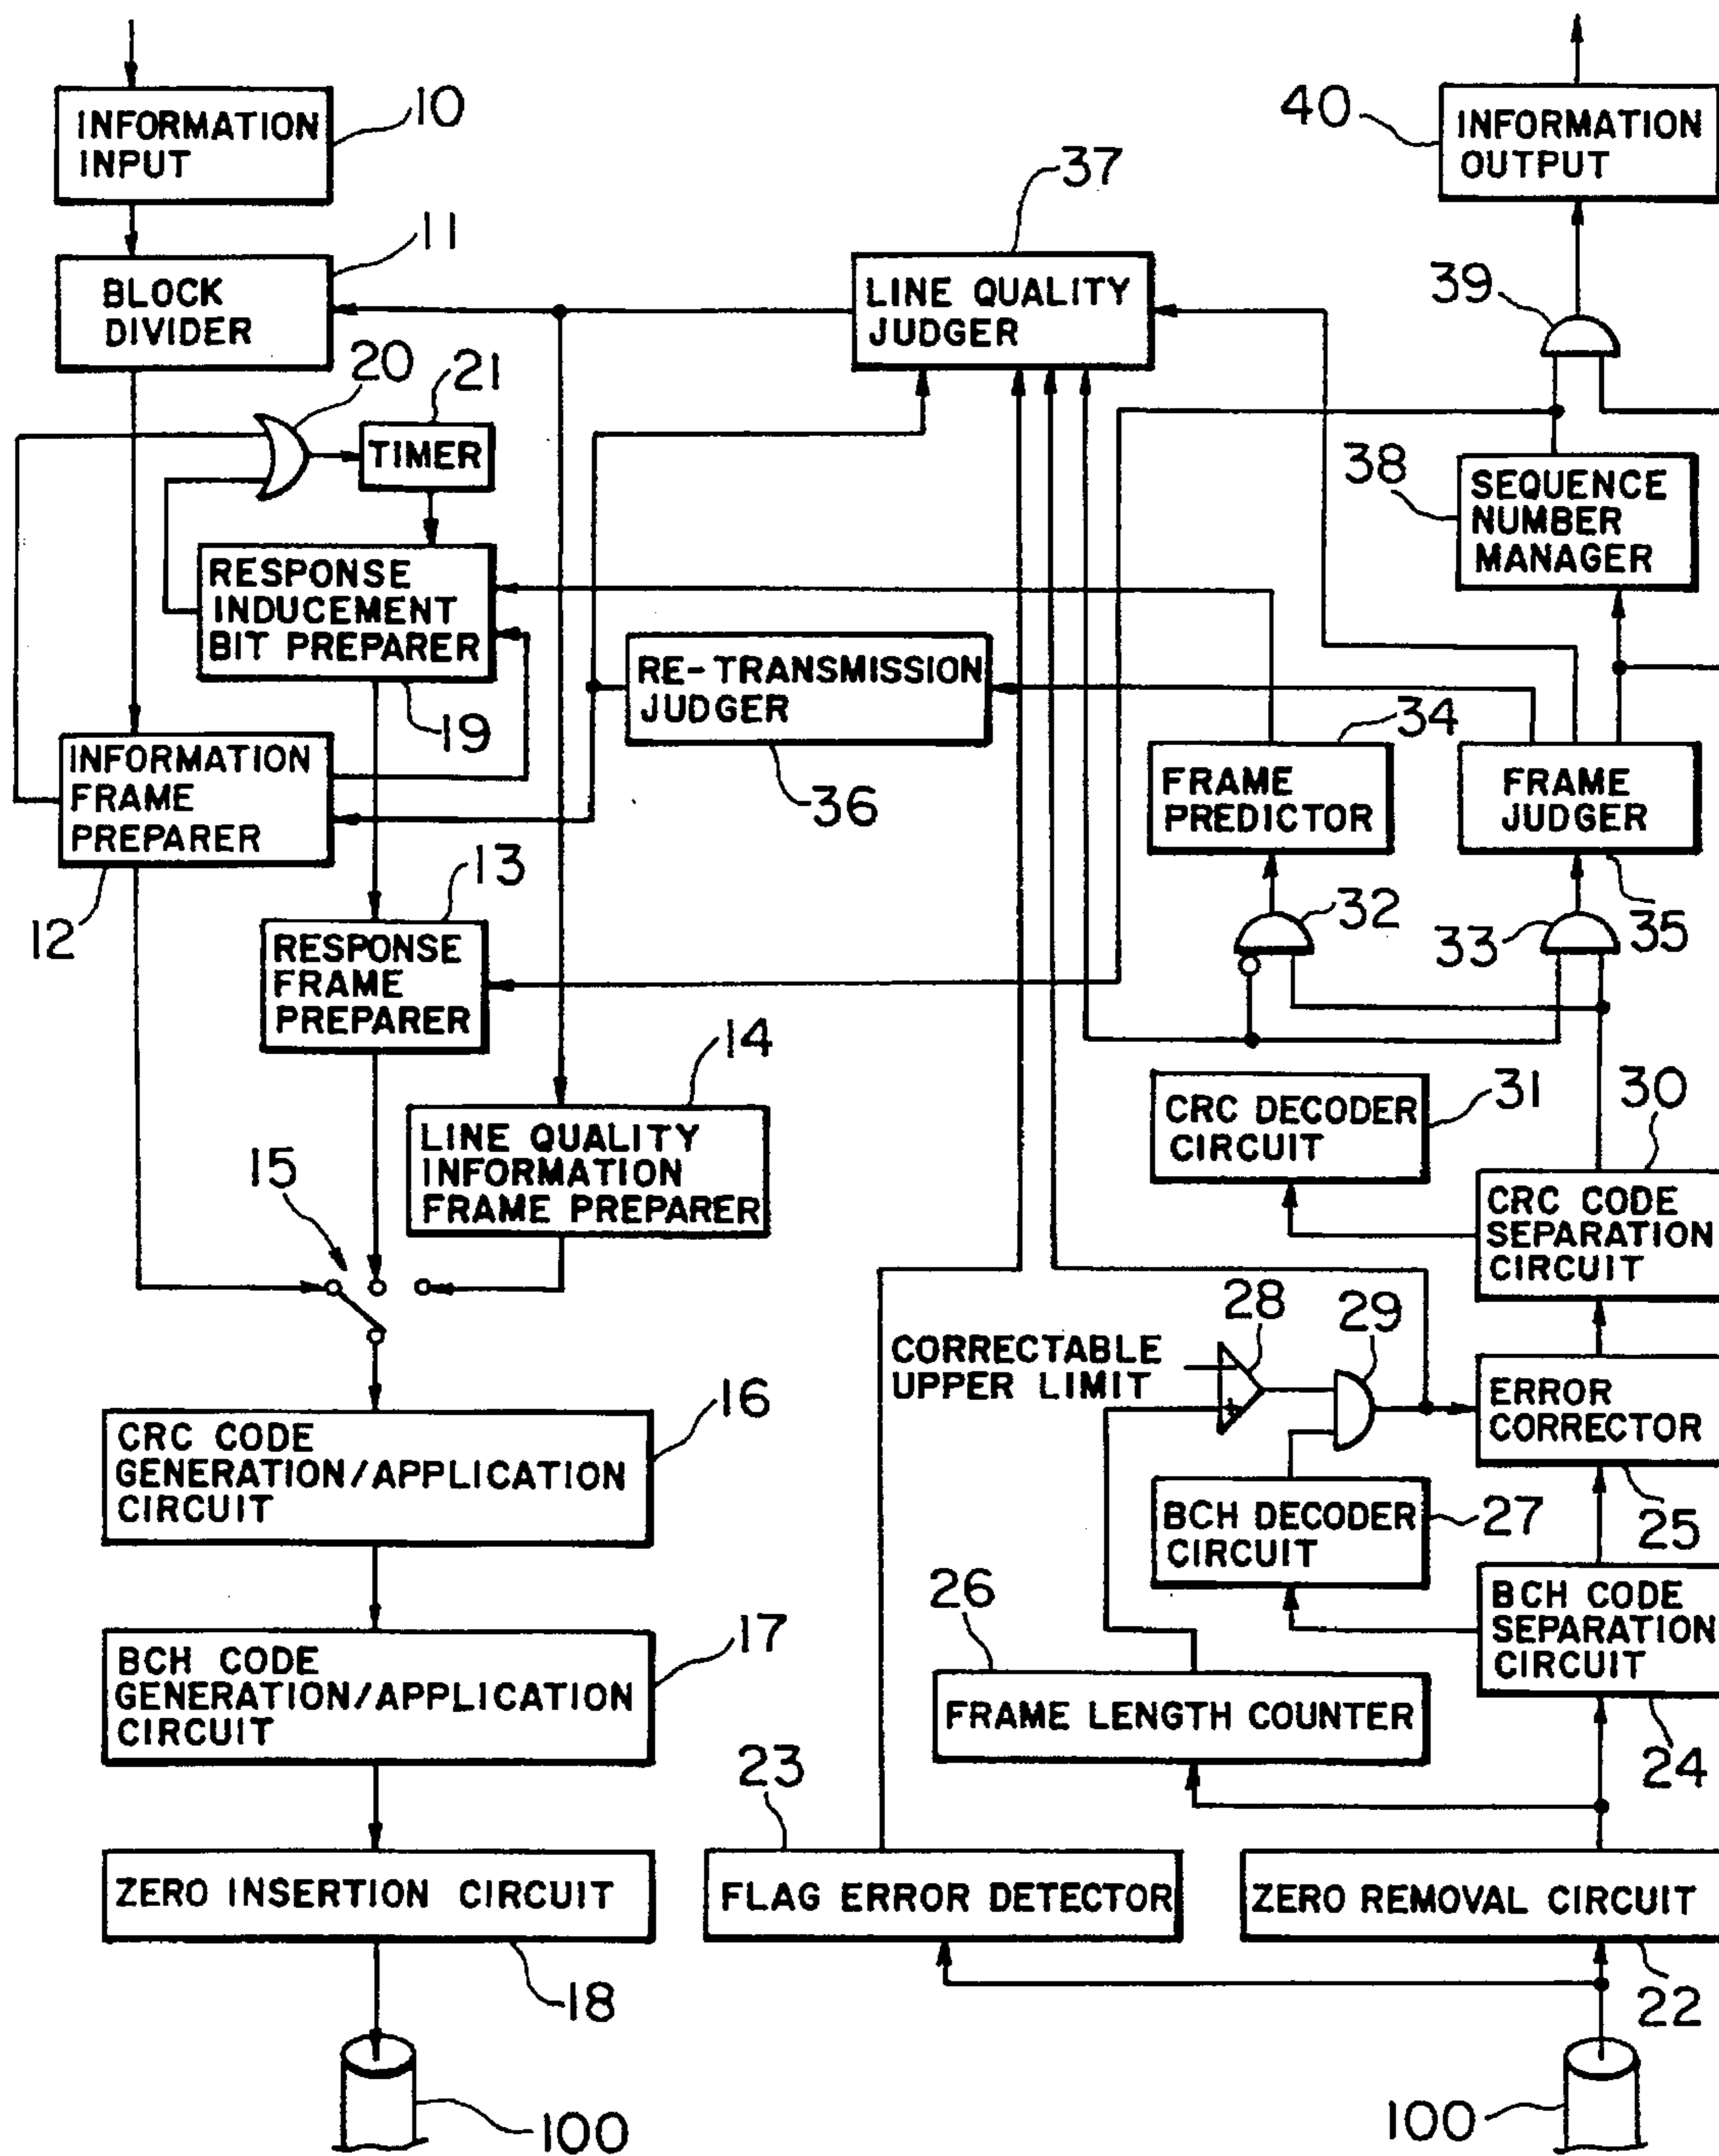 INFORMATION
INPUT
10
BLOCK
DIVIDER
11
20
21
TIMER
RESPONSE
INDUCEMENT
BIT PREPARER
19
INFORMATION
FRAME
PREPARER
12
13
RESPONSE
FRAME
PREPARER
14
LINE QUALITY
INFORMATION
FRAME PREPARER
15
16
CRC CODE
GENERATION/APPLICATION
CIRCUIT
17
BCH CODE
GENERATION/APPLICATION
CIRCUIT
ZERO INSERTION CIRCUIT
18
100
37
LINE QUALITY
JUDGER
RE-TRANSMISSION
JUDGER
36
40
INFORMATION
OUTPUT
39
38
SEQUENCE
NUMBER
MANAGER
34
FRAME
PREDICTOR
FRAME
JUDGER
35
32
33
31
CRC DECODER
CIRCUIT
30
CRC CODE
SEPARATION
CIRCUIT
28
29
CORRECTABLE
UPPER LIMIT
+
ERROR
CORRECTOR
25
BCH DECODER
CIRCUIT
27
26
FRAME LENGTH COUNTER
BCH CODE
SEPARATION
CIRCUIT
24
23
FLAG ERROR DETECTOR
ZERO REMOVAL CIRCUIT
22
100